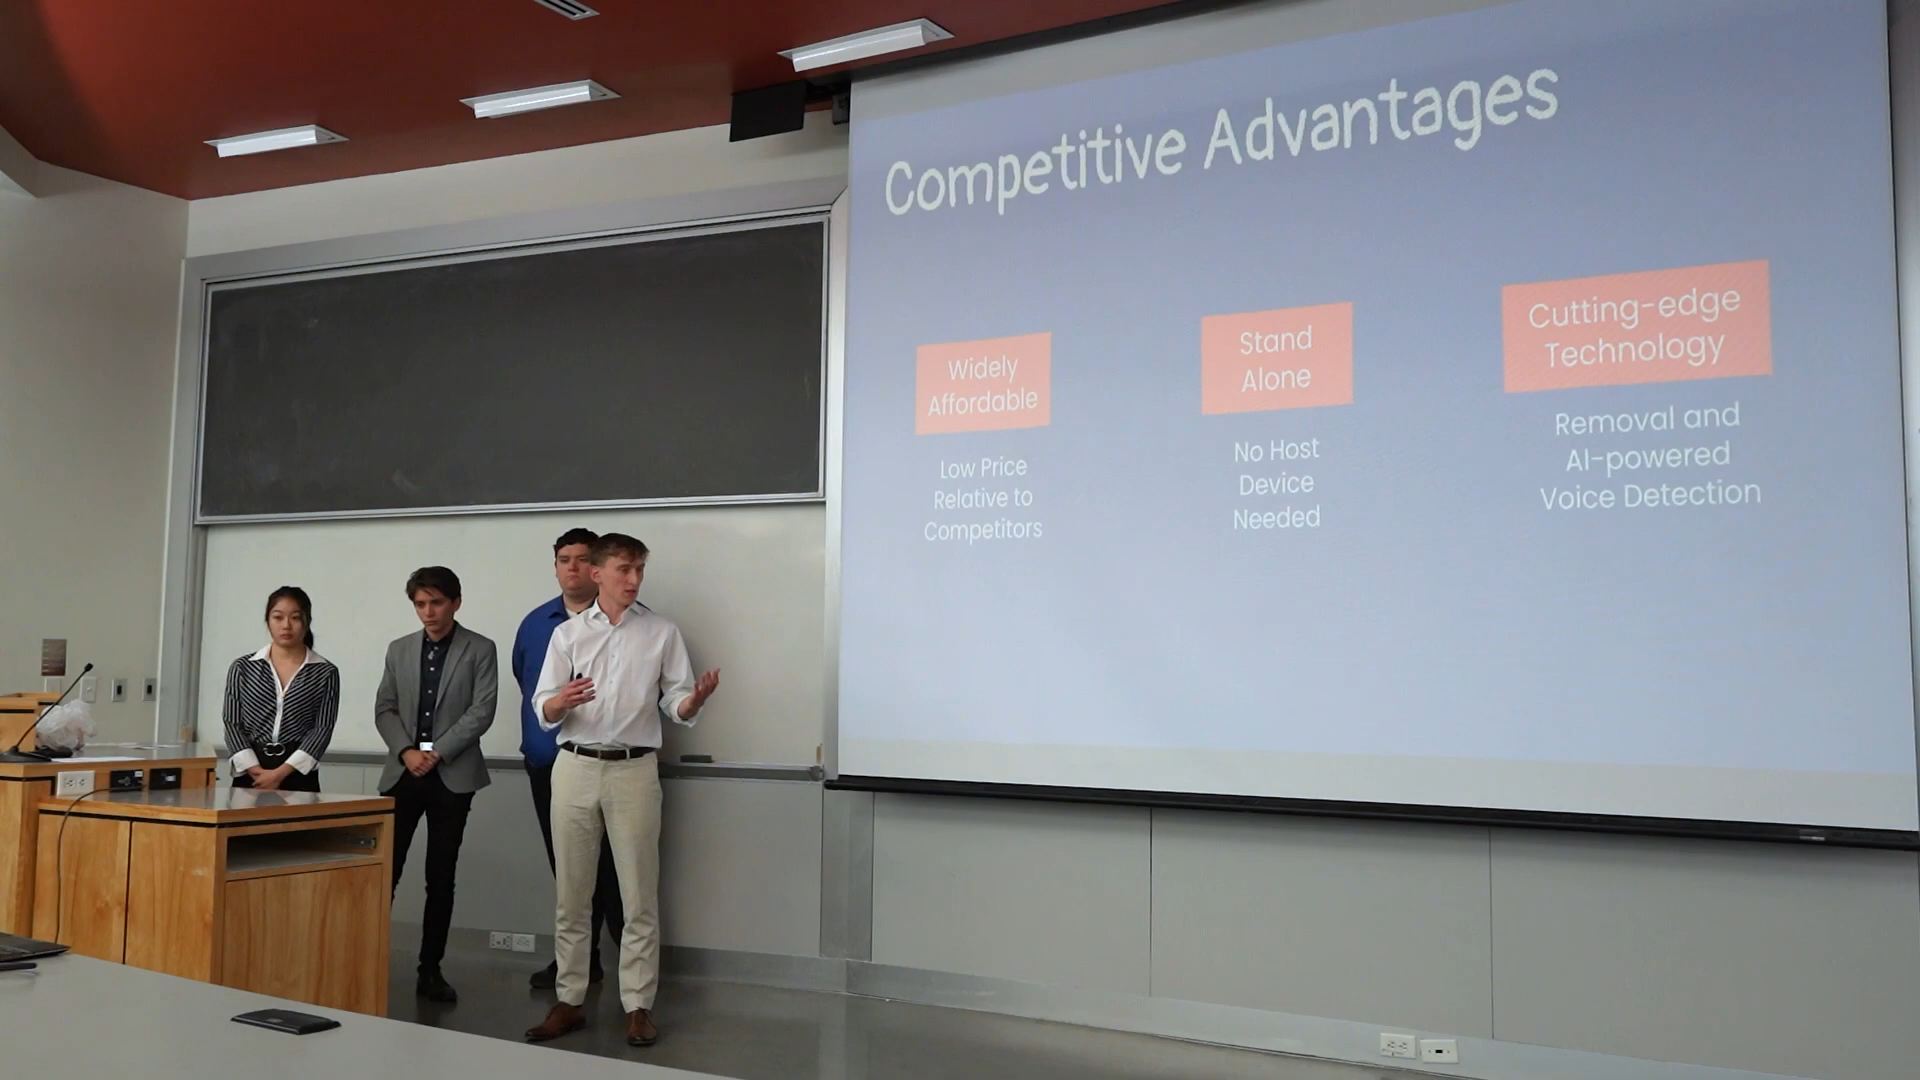 Competitive Advantages
Widely
Affordable
Low Price
Relative to
Competitors
Stand
Alone
No Host
Device
Needed
Cutting-edge
Technology
Removal and
AI-powered
Voice Detection